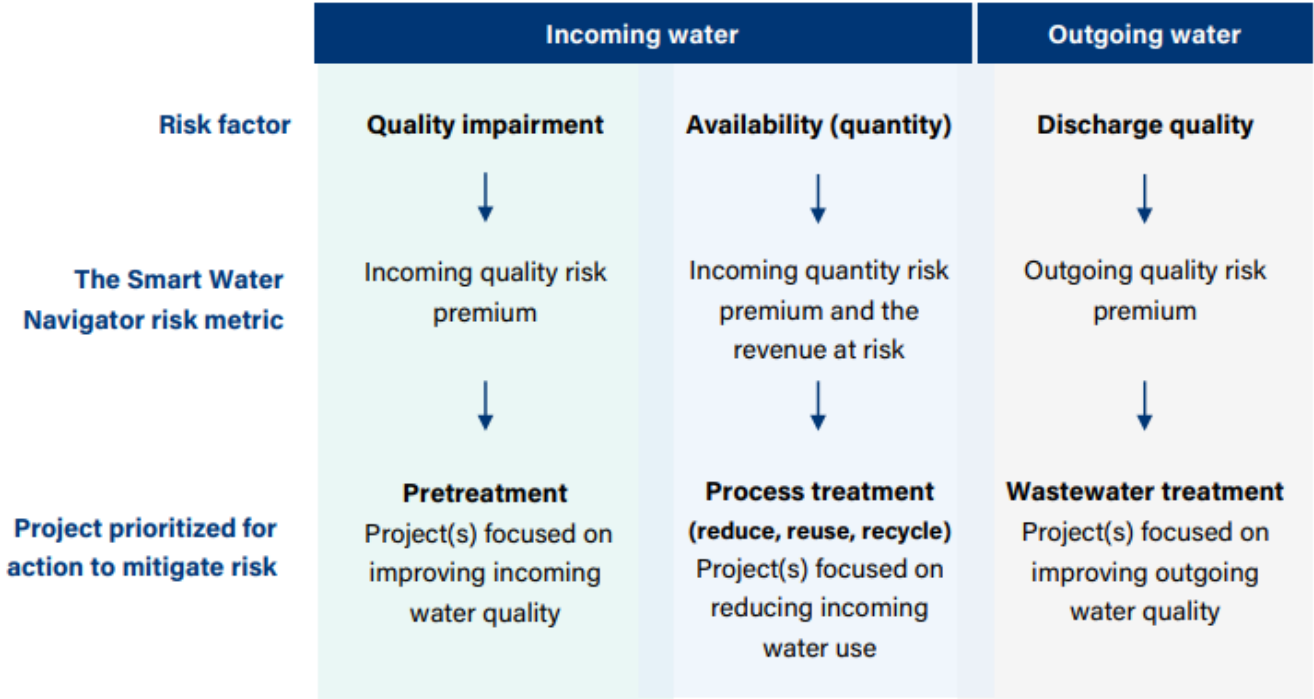 Incoming water
Outgoing water
Risk factor
Quality impairment
Availability (quantity)
Discharge quality
The Smart Water
Navigator risk metric
Incoming quality risk
premium
Incoming quantity risk
premium and the
revenue at risk
Outgoing quality risk
premium
Project prioritized for
action to mitigate risk
Pretreatment
Project(s) focused on
improving incoming
water quality
Process treatment
(reduce, reuse, recycle)
Project(s) focused on
reducing incoming
water use
Wastewater treatment
Project(s) focused on
improving outgoing
water quality